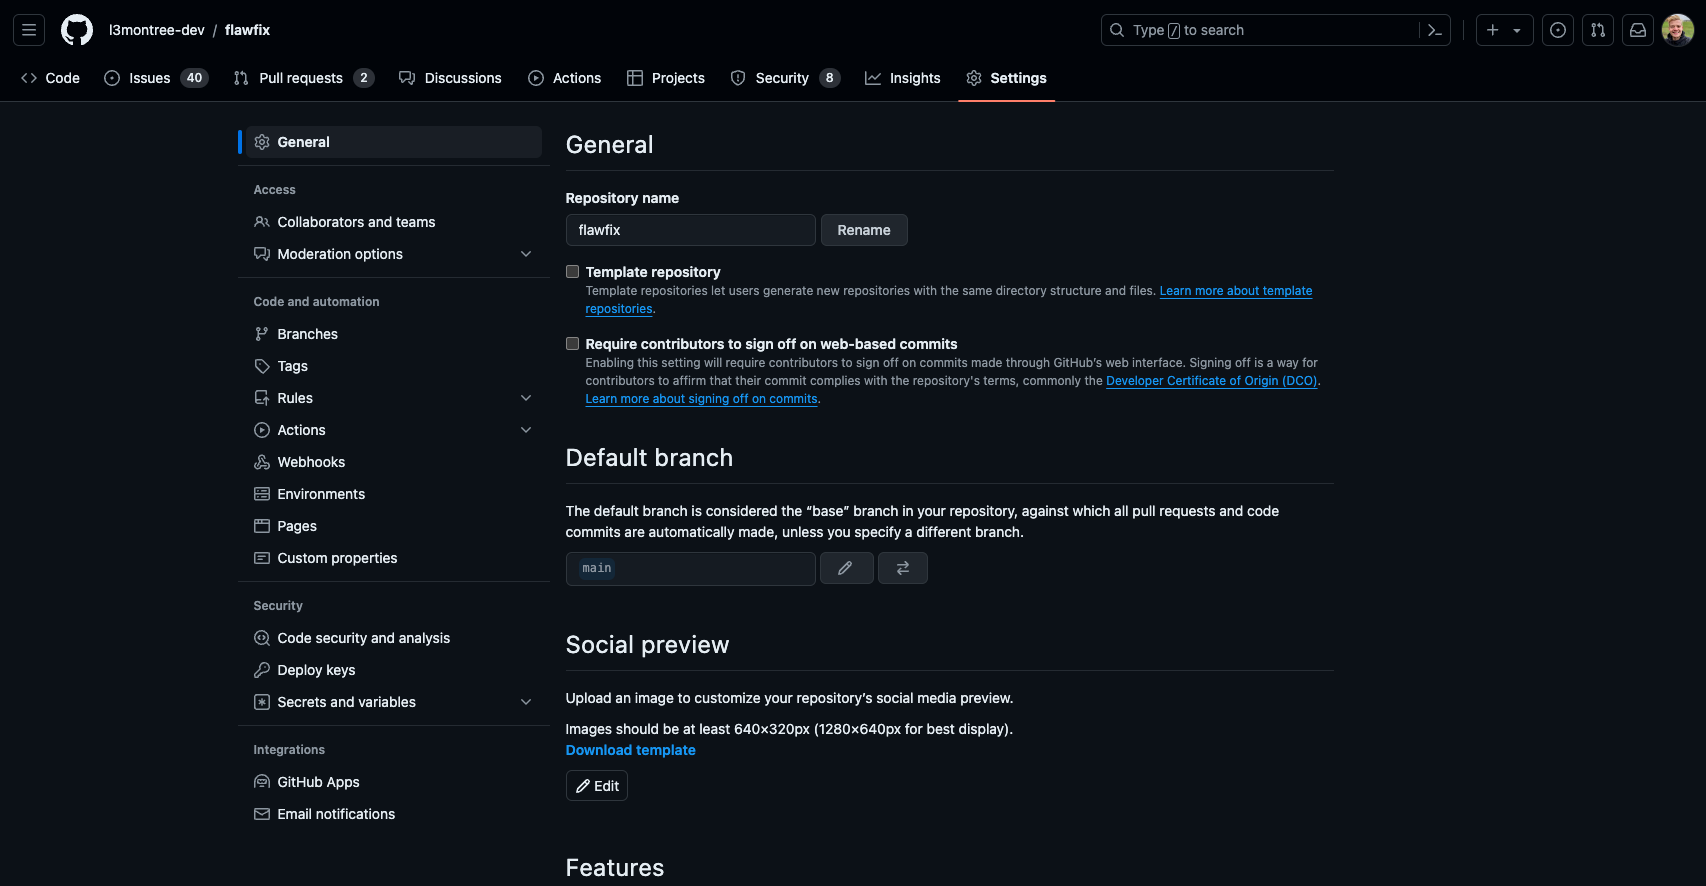 l3montree-dev / flawfix
Type / to search
Code
Issues 40
Pull requests 2
Discussions
Actions
Projects
Security 8
Insights
Settings
General
Access
Collaborators and teams
Moderation options
Code and automation
Branches
Tags
Rules
Actions
Webhooks
Environments
Pages
Custom properties
Security
Code security and analysis
Deploy keys
Secrets and variables
Integrations
GitHub Apps
Email notifications
General
Repository name
flawfix
Rename
Template repository
Template repositories let users generate new repositories with the same directory structure and files. Learn more about template
repositories.
Require contributors to sign off on web-based commits
Enabling this setting will require contributors to sign off on commits made through GitHub's web interface. Signing off is a way for
contributors to affirm that their commit complies with the repository's terms, commonly the Developer Certificate of Origin (DCO).
Learn more about signing off on commits.
Default branch
The default branch is considered the “base” branch in your repository, against which all pull requests and code
commits are automatically made, unless you specify a different branch.
main
Social preview
Upload an image to customize your repository’s social media preview.
Images should be at least 640×320px (1280×640px for best display).
Download template
Edit
Features